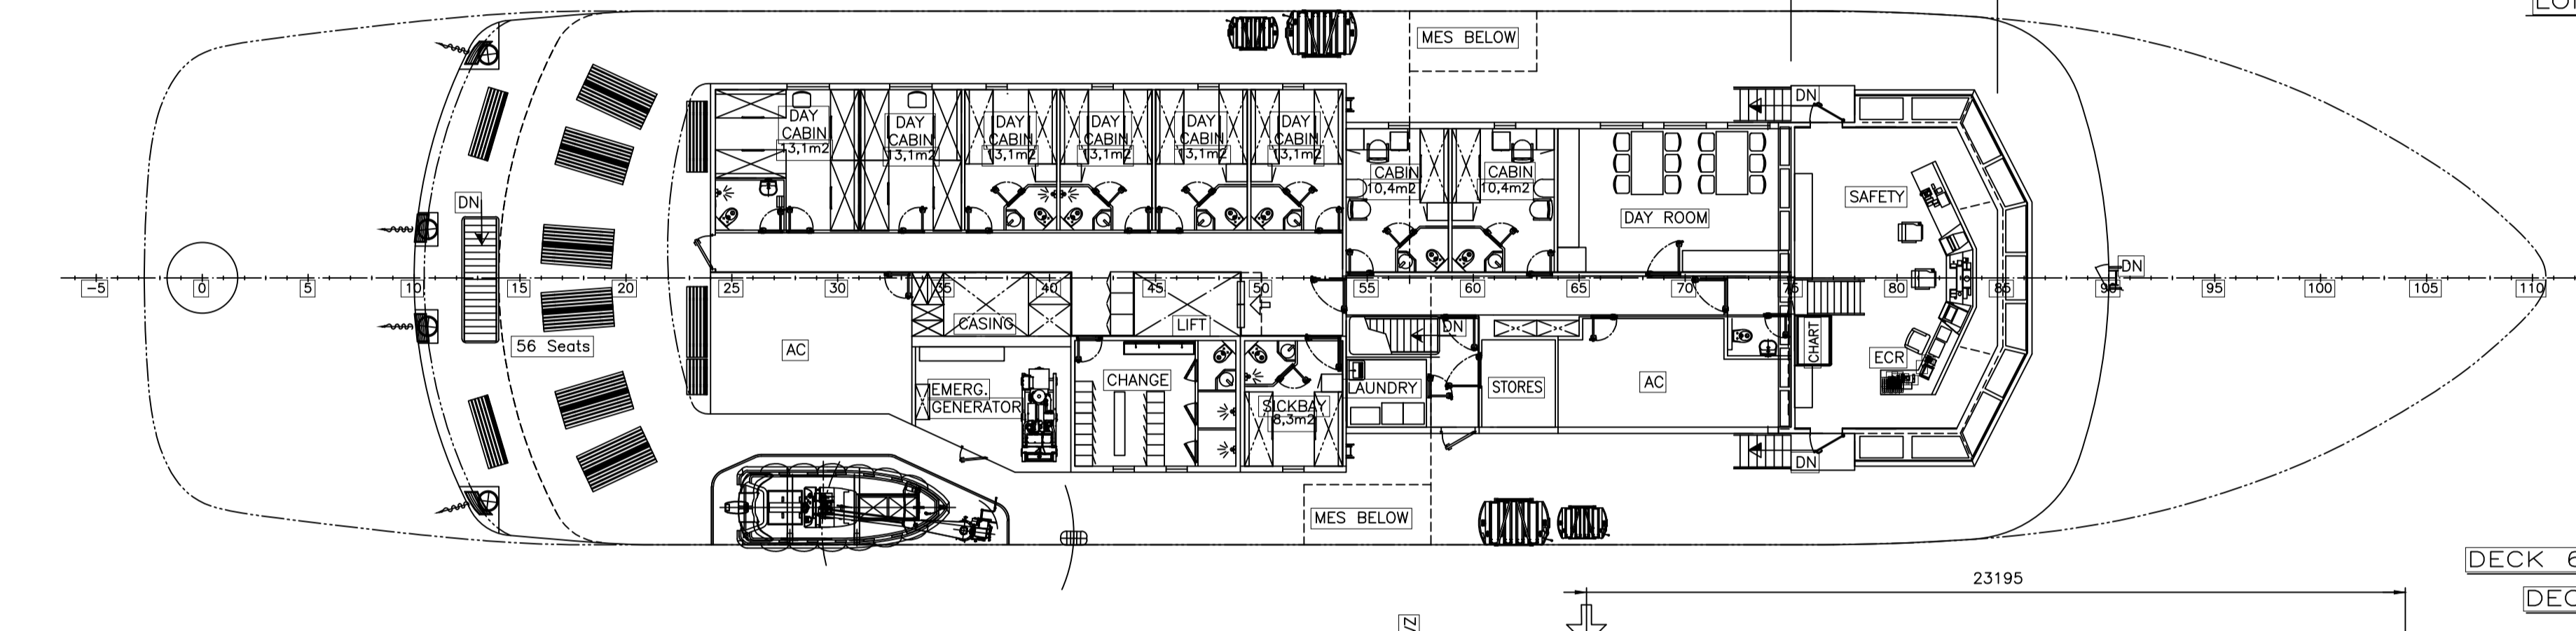 MES BELOW
DN
DAY
CABIN
13,1m2
DAY
CABIN
13,1m2
DAY
CABIN
13,1m2
DAY
CABIN
13,1m2
DAY
CABIN
13,1m2
DAY
CABIN
13,1m2
CABIN
10,4m2
CABIN
10,4m2
DAY ROOM
SAFETY
DN
DN
-5 0 5 10 15 20 25 30 35 40 45 50 55 60 65 70 75 80 85 90 95 100 105 110
56 Seats
AC
CASING
LIFT
DN
CHART
ECR
EMERG.
GENERATOR
CHANGE
SICKBAY
8,3m2
LAUNDRY
STORES
AC
DN
MES BELOW
23195
DECK 6